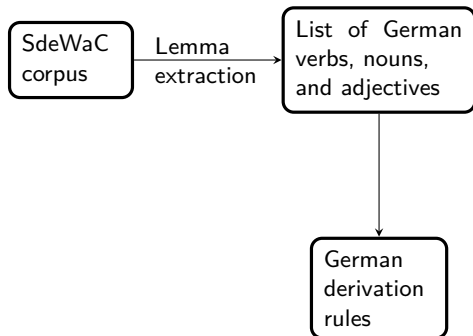 SdeWaC
corpus
Lemma
extraction
List of German
verbs, nouns,
and adjectives
German
derivation
rules